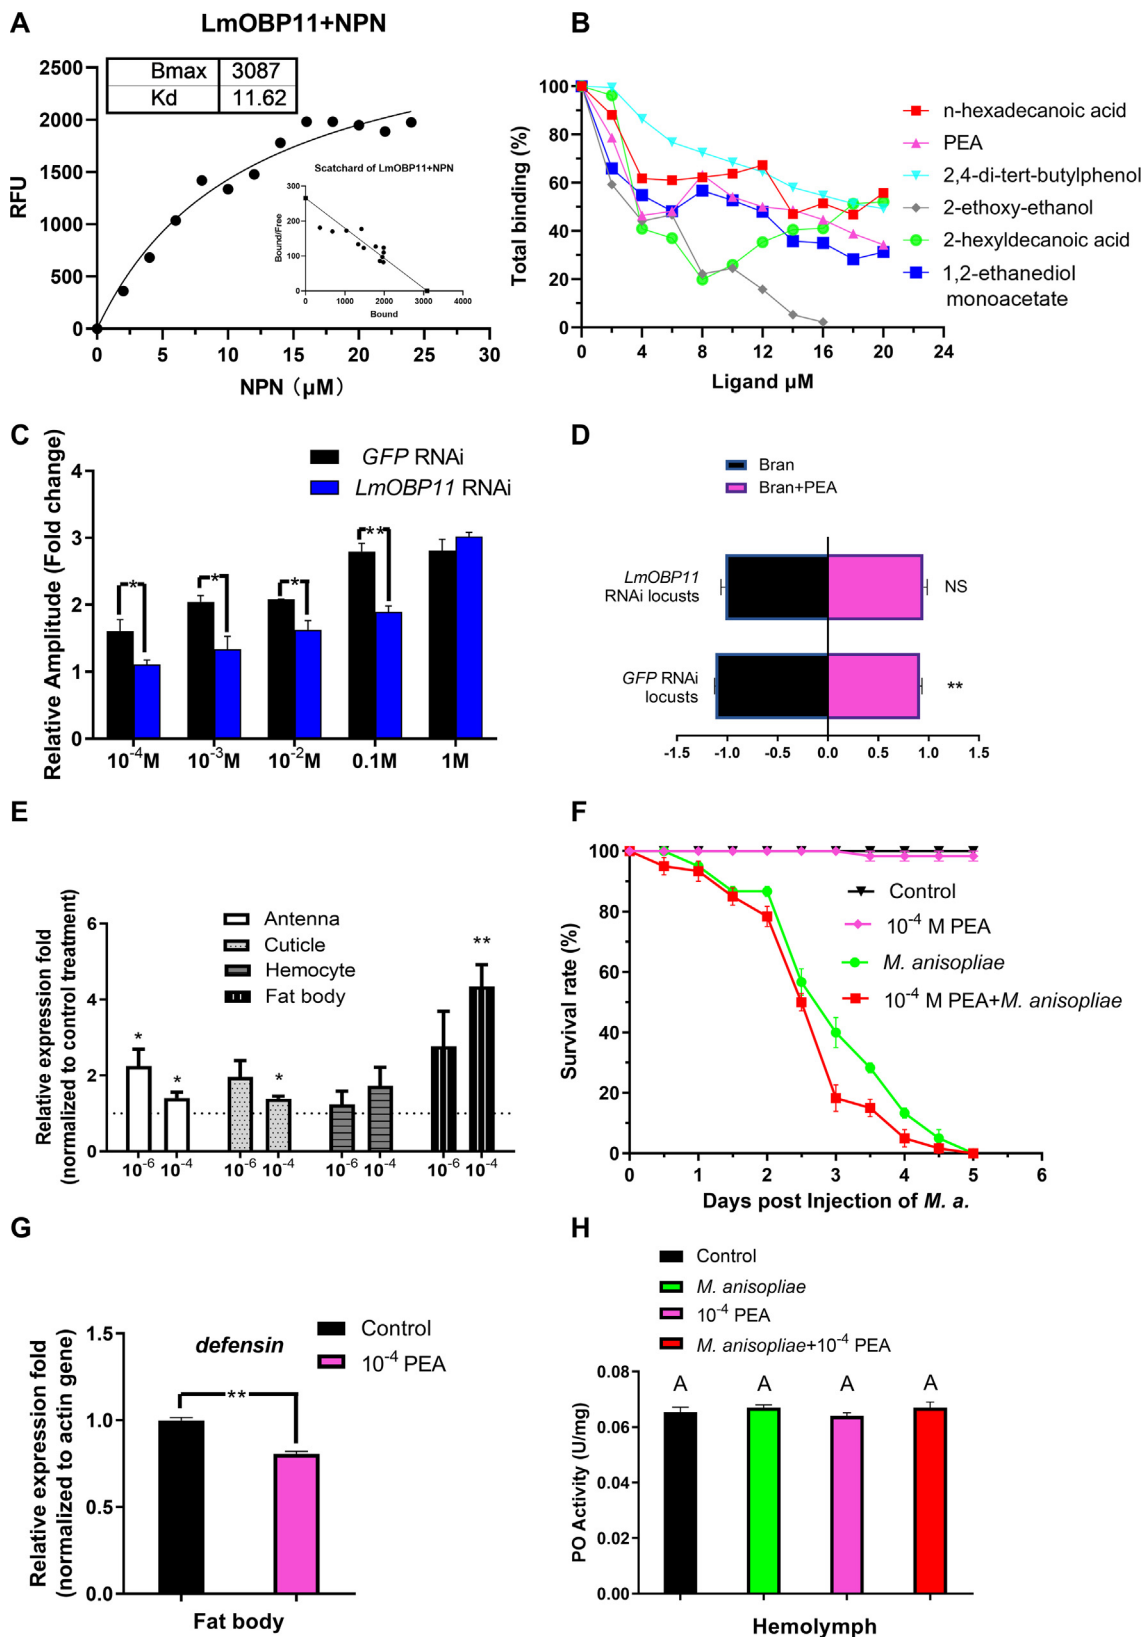 A
LmOBP11+NPN
Bmax 3087
Kd 11.62
RFU
2500
2000
1500
1000
500
0
0 5 10 15 20 25 30
NPN (μM)
Scatchard of LmOBP11+NPN
Bound/Free
300
200
100
0
0 1000 2000 3000 4000
Bound
B
Total binding (%)
100
80
60
40
20
0
0 4 8 12 16 20 24
Ligand μM
n-hexadecanoic acid
PEA
2,4-di-tert-butylphenol
2-ethoxy-ethanol
2-hexyldecanoic acid
1,2-ethanediol
monoacetate
C
Relative Amplitude (Fold change)
GFP RNAi
LmOBP11 RNAi
4
3
2
1
0
* * * **
10⁻⁴M 10⁻³M 10⁻²M 0.1M 1M
D
Bran
Bran+PEA
LmOBP11
RNAi locusts
NS
GFP RNAi
locusts
**
-1.5 -1.0 -0.5 0.0 0.5 1.0 1.5
E
Relative expression fold
(normalized to control treatment)
Antenna
Cuticle
Hemocyte
Fat body
6
4
2
0
* * * **
10⁻⁶ 10⁻⁴ 10⁻⁶ 10⁻⁴ 10⁻⁶ 10⁻⁴ 10⁻⁶ 10⁻⁴
F
Survival rate (%)
100
80
60
40
20
0
0 1 2 3 4 5 6
Days post Injection of M. a.
Control
10⁻⁴ M PEA
M. anisopliae
10⁻⁴ M PEA+M. anisopliae
G
Relative expression fold
(normalized to actin gene)
defensin
Control
10⁻⁴ PEA
1.5
1.0
0.5
0.0
**
Fat body
H
Control
M. anisopliae
10⁻⁴ PEA
M. anisopliae+10⁻⁴ PEA
PO Activity (U/mg)
0.08
0.06
0.04
0.02
0.00
A A A A
Hemolymph